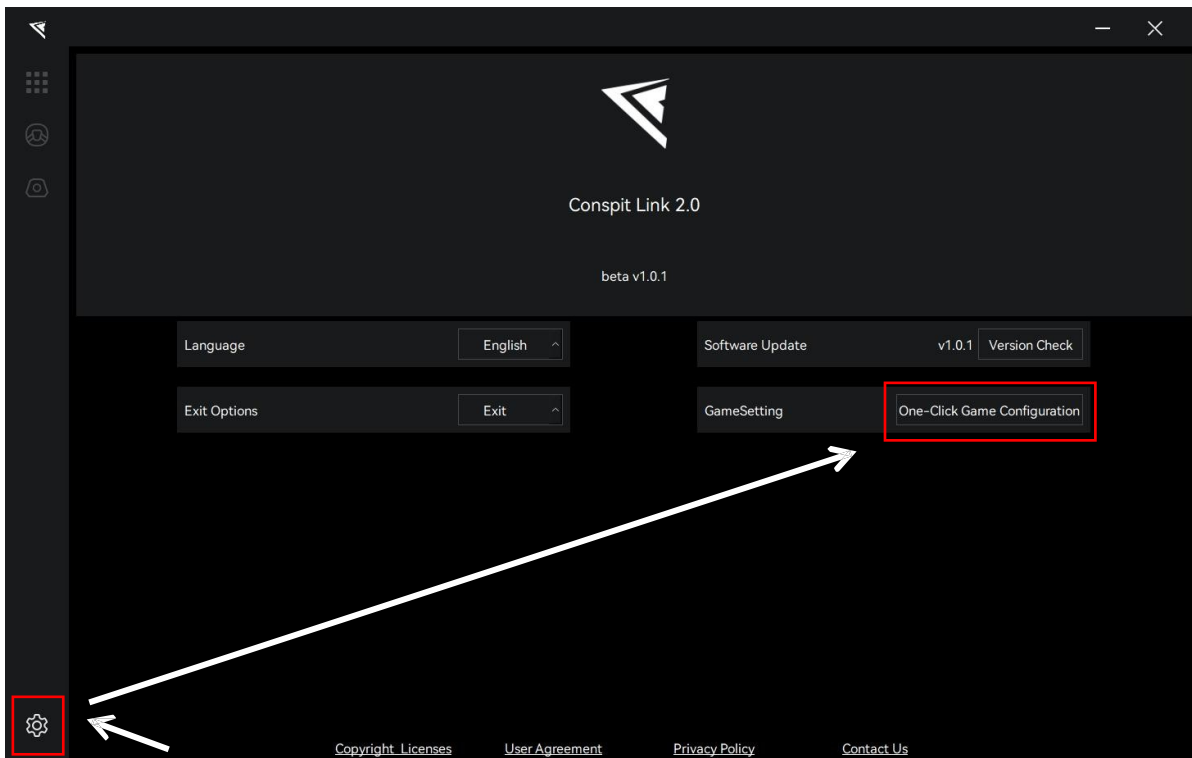 Conspit Link 2.0
beta v1.0.1
Language English Software Update v1.0.1 Version Check
Exit Options Exit GameSetting One-Click Game Configuration
Copyright Licenses User Agreement Privacy Policy Contact Us